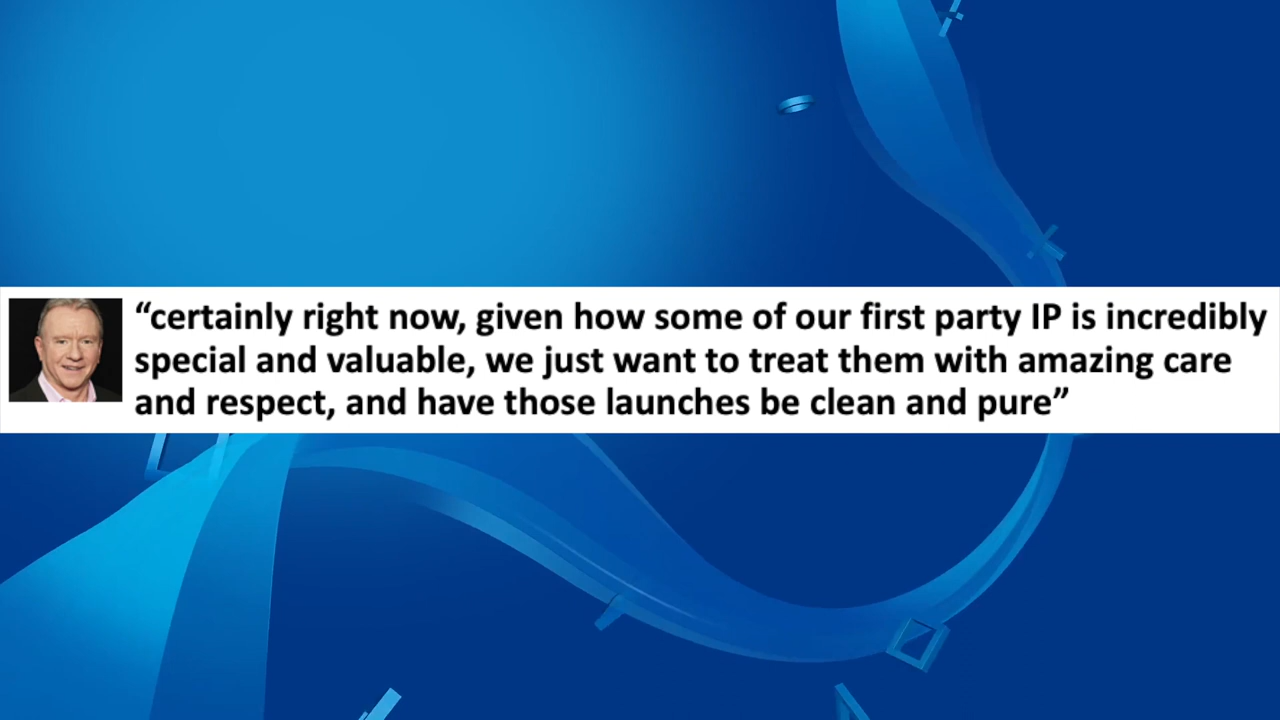 “certainly right now, given how some of our first party IP is incredibly
special and valuable, we just want to treat them with amazing care
and respect, and have those launches be clean and pure”